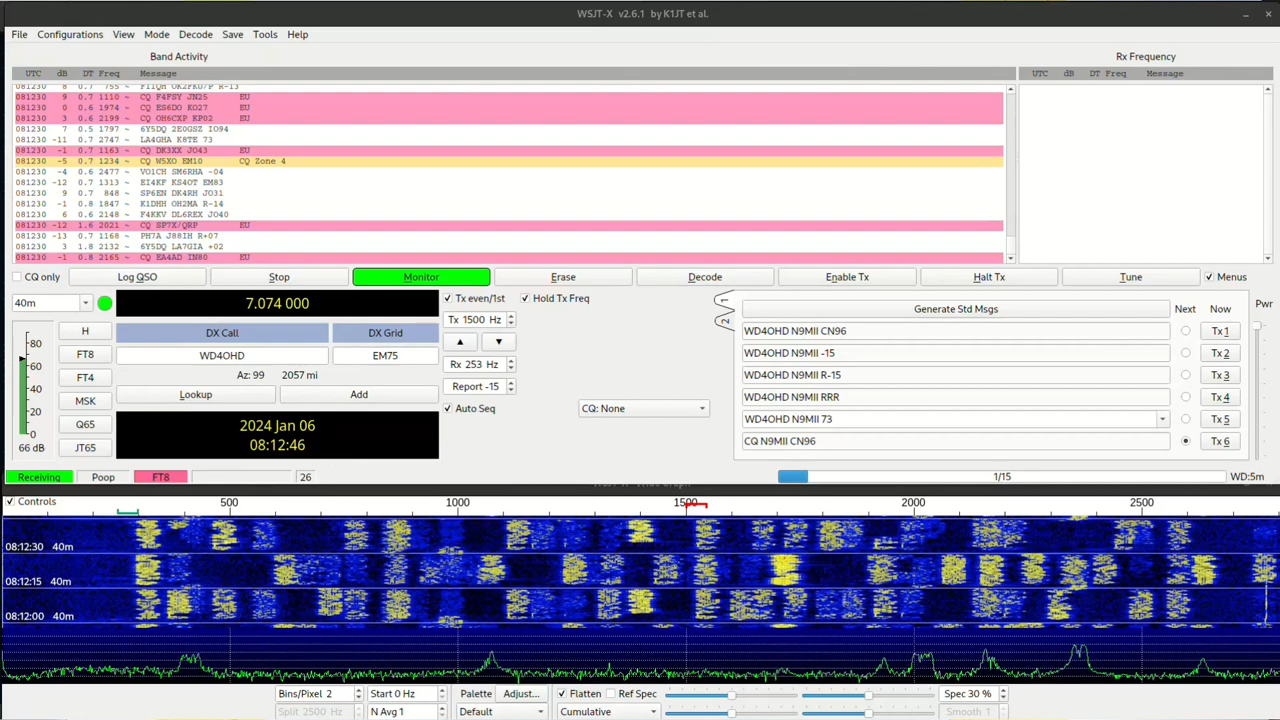 WSJT-X v2.6.1 by K1JT et al.
File Configurations View Mode Decode Save Tools Help
Band Activity Rx Frequency
UTC dB DT Freq Message UTC dB DT Freq Message
081230 8 0.7 755 ~ F11QH OK2FKU/P R-13
081230 9 0.7 1110 ~ CQ F4FSY JN25 EU
081230 0 0.6 1974 ~ CQ ES6DO KO27 EU
081230 3 0.6 2199 ~ CQ OH6CXP KP02 EU
081230 7 0.5 1797 ~ 6Y5DQ 2E0GSZ IO94
081230 -11 0.7 2747 ~ LA4GHA K8TE 73
081230 -1 0.7 1163 ~ CQ DK3XX JO43 EU
081230 -5 0.7 1234 ~ CQ W5XO EM10 CQ Zone 4
081230 -4 0.6 2477 ~ VO1CH SM6RHA -04
081230 -12 0.7 1313 ~ EI4KF KS4OT EM83
081230 9 0.7 848 ~ SP6EN DK4RH JO31
081230 -1 0.8 1847 ~ K1DHH OH2MA R-14
081230 6 0.6 2148 ~ F4KKV DL6REX JO40
081230 -12 1.6 2021 ~ CQ SP7X/QRP EU
081230 -13 0.7 1168 ~ PH7A J88IH R+07
081230 3 1.8 2132 ~ 6Y5DQ LA7GIA +02
081230 -1 0.8 2165 ~ CQ EA4AD IN80 EU
CQ only Log QSO Stop Monitor Erase Decode Enable Tx Halt Tx Tune Menus
40m 7.074 000 Tx even/1st Hold Tx Freq 1 2 Generate Std Msgs Next Now Pwr
H DX Call DX Grid Tx 1500 Hz WD4OHD N9MII CN96 Tx 1
80 60 40 20 0
FT8 WD4OHD EM75 ▲ ▼ WD4OHD N9MII -15 Tx 2
FT4 Az: 99 2057 mi Rx 253 Hz WD4OHD N9MII R-15 Tx 3
MSK Lookup Add Report -15 WD4OHD N9MII RRR Tx 4
Q65 2024 Jan 06 Auto Seq CQ: None WD4OHD N9MII 73 Tx 5
66 dB JT65 08:12:46 CQ N9MII CN96 Tx 6
Receiving Poop FT8 26 1/15 WD:5m
Controls 500 1000 1500 2000 2500
08:12:30 40m
08:12:15 40m
08:12:00 40m
Bins/Pixel 2 Start 0 Hz Palette Adjust... Flatten Ref Spec Spec 30 %
Split 2500 Hz N Avg 1 Default Cumulative Smooth 1